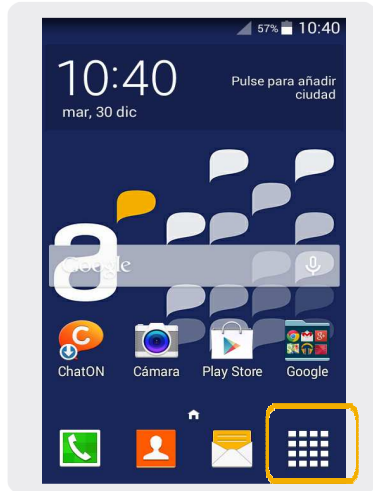 57% 10:40
10:40
Pulse para añadir
ciudad
mar, 30 dic
a
Google
ChatON
Cámara
Play Store
Google